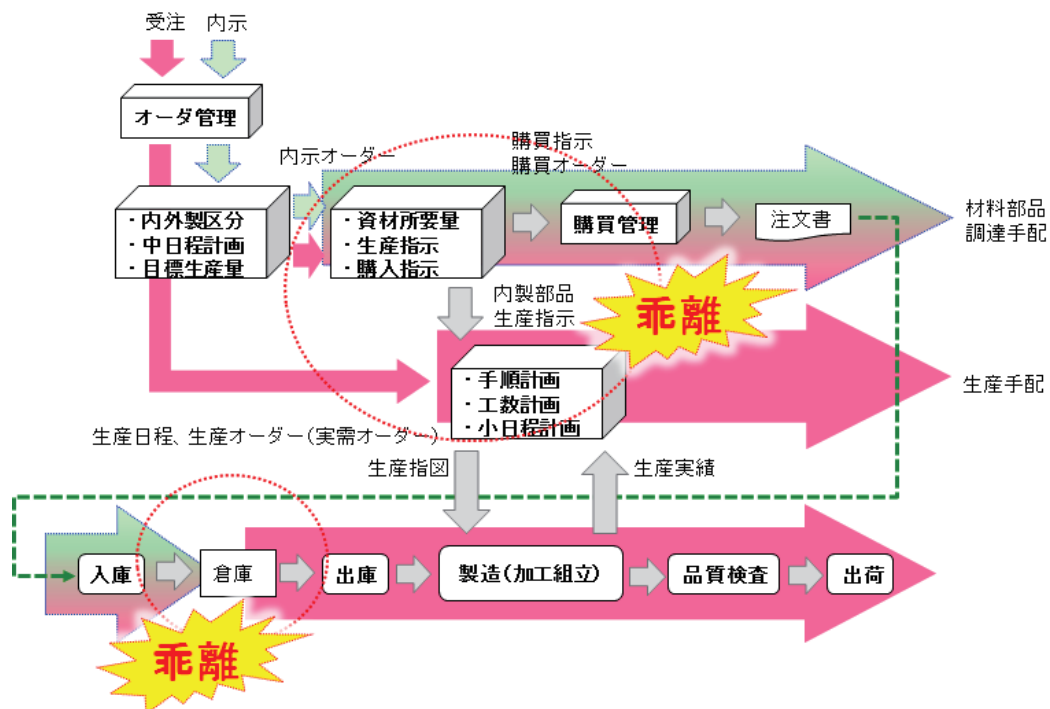 受注
内示
オーダ管理
内示オーダー
購買指示
購買オーダー
・内外製区分
・中日程計画
・目標生産量
・資材所要量
・生産指示
・購入指示
購買管理
注文書
材料部品
調達手配
乖離
内製部品
生産指示
・手順計画
・工数計画
・小日程計画
生産手配
生産日程、生産オーダー(実需オーダー)
生産指図
生産実績
入庫
倉庫
出庫
製造(加工組立)
品質検査
出荷
乖離